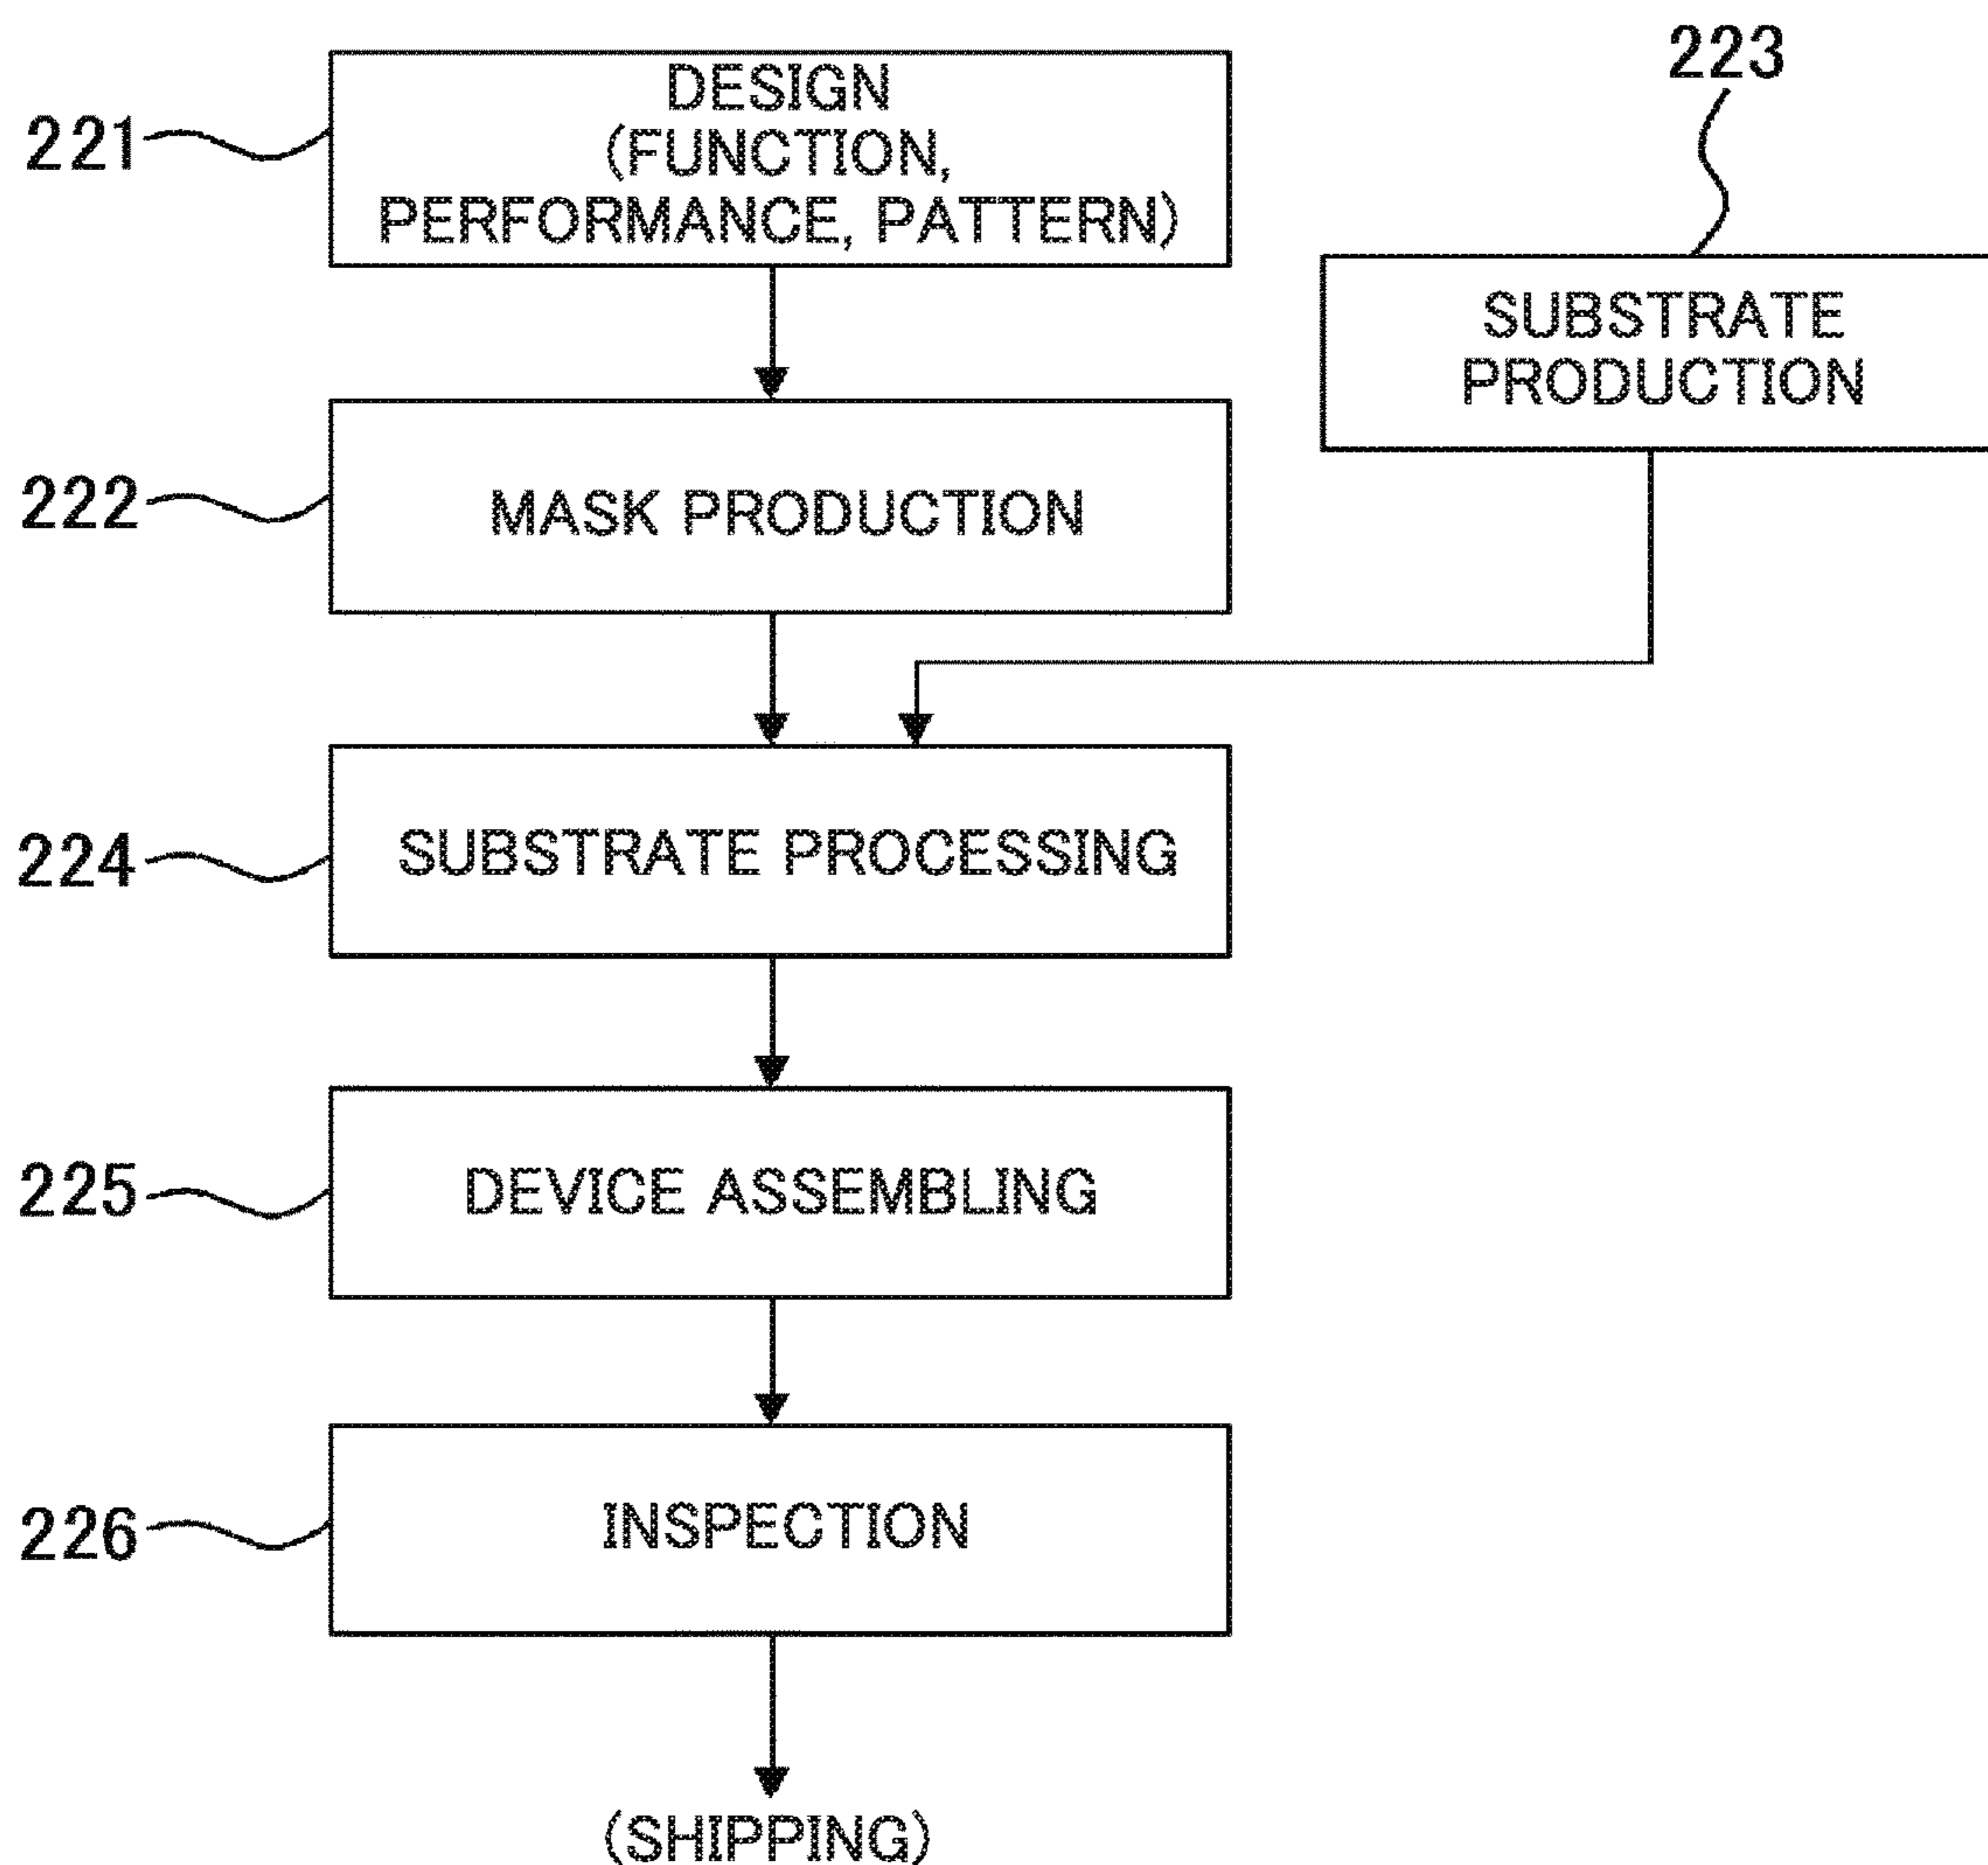 221
DESIGN
(FUNCTION,
PERFORMANCE, PATTERN)
223
SUBSTRATE
PRODUCTION
222
MASK PRODUCTION
224
SUBSTRATE PROCESSING
225
DEVICE ASSEMBLING
226
INSPECTION
(SHIPPING)